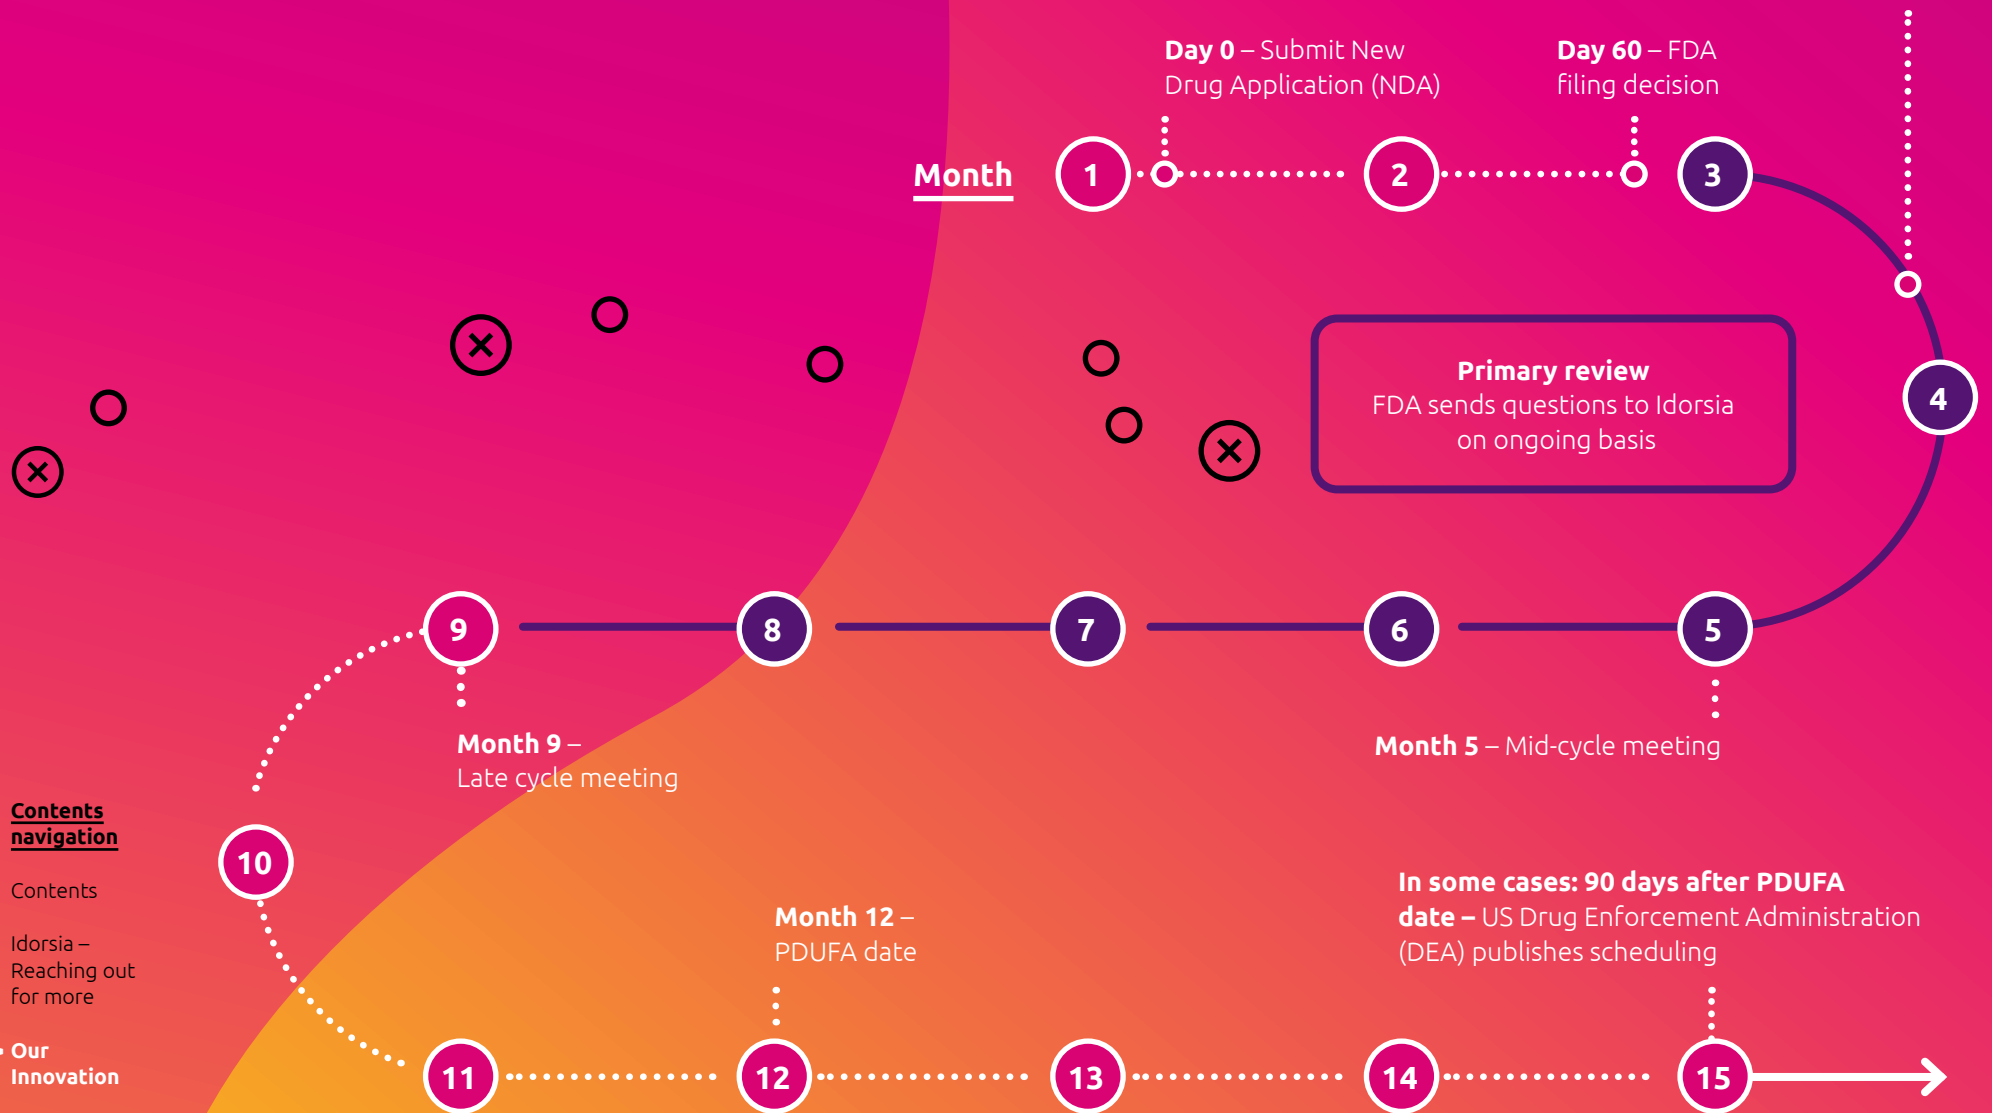 Day 0 – Submit New
Drug Application (NDA)
Day 60 – FDA
filing decision
Month
1
2
3
Primary review
FDA sends questions to Idorsia
on ongoing basis
4
9
8
7
6
5
Month 9 –
Late cycle meeting
Month 5 – Mid-cycle meeting
Contents
navigation
Contents
Idorsia –
Reaching out
for more
Our
Innovation
10
Month 12 –
PDUFA date
In some cases: 90 days after PDUFA
date – US Drug Enforcement Administration
(DEA) publishes scheduling
11
12
13
14
15